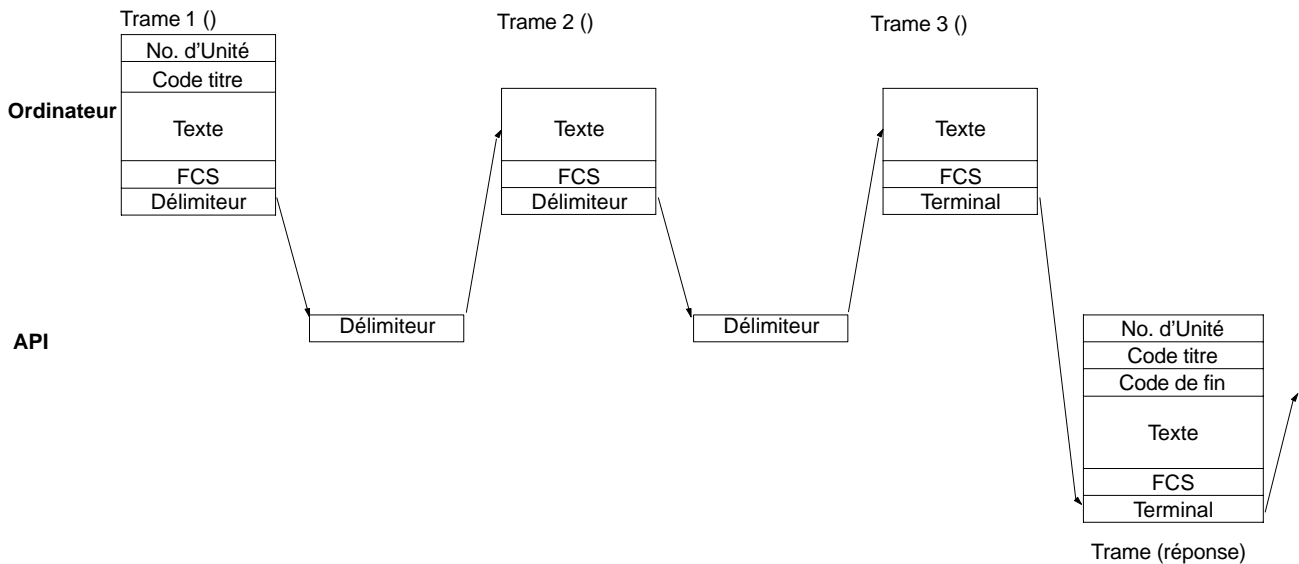 Trame 1 ()
No. d'Unité
Code titre
Texte
FCS
Délimiteur
Trame 2 ()
Texte
FCS
Délimiteur
Trame 3 ()
Texte
FCS
Terminal
Ordinateur
Délimiteur
Délimiteur
API
No. d'Unité
Code titre
Code de fin
Texte
FCS
Terminal
Trame (réponse)